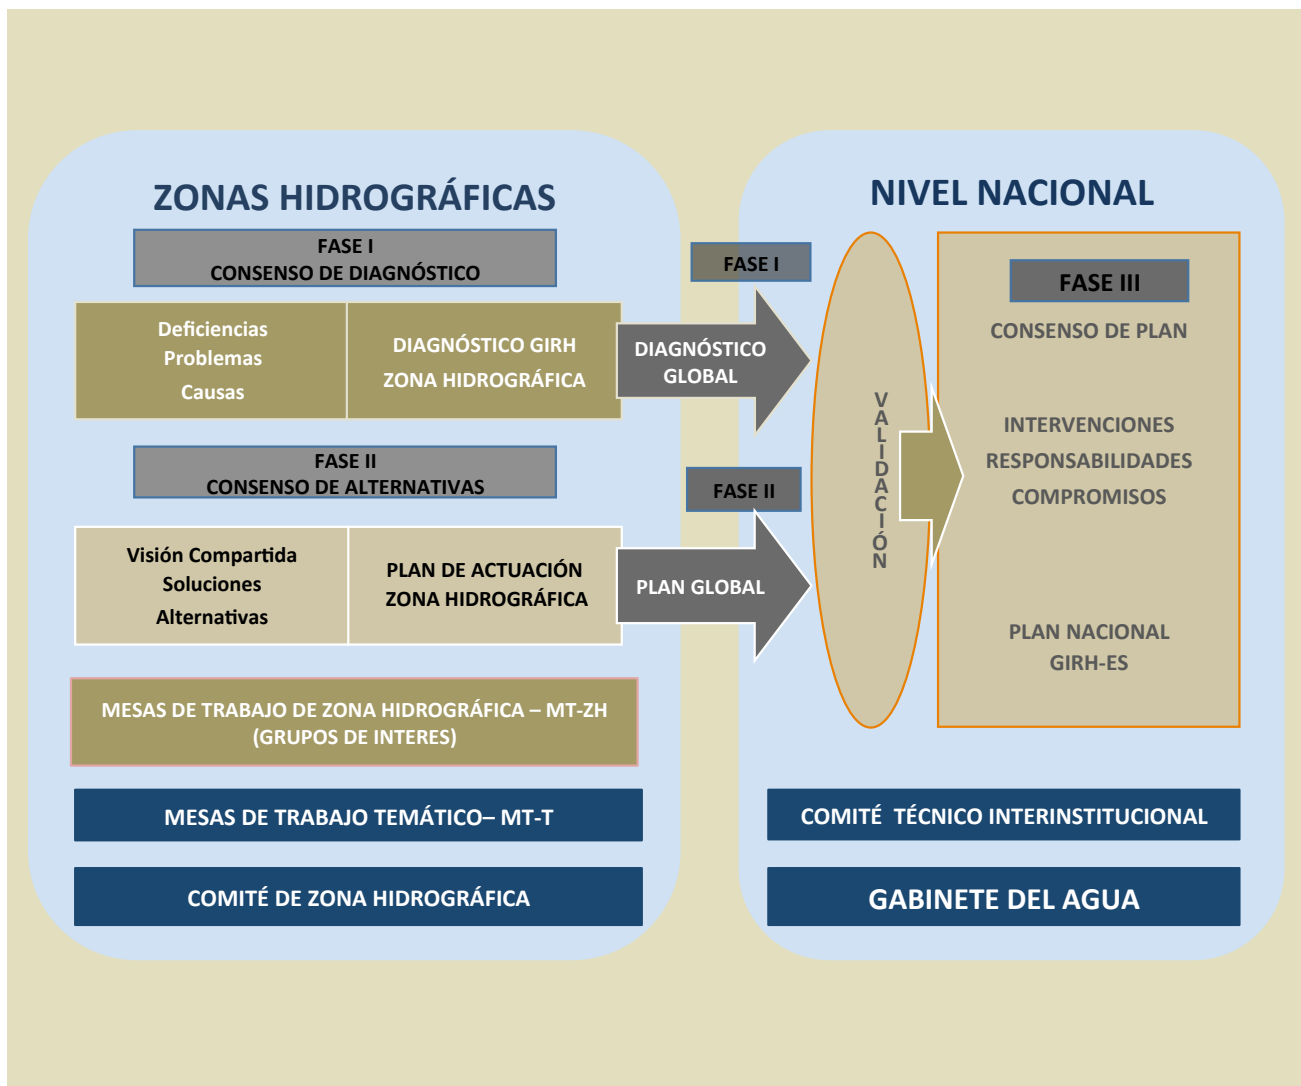 ZONAS HIDROGRÁFICAS
FASE I
CONSENSO DE DIAGNÓSTICO
Deficiencias
Problemas
Causas
DIAGNÓSTICO GIRH
ZONA HIDROGRÁFICA
FASE II
CONSENSO DE ALTERNATIVAS
Visión Compartida
Soluciones
Alternativas
PLAN DE ACTUACIÓN
ZONA HIDROGRÁFICA
MESAS DE TRABAJO DE ZONA HIDROGRÁFICA – MT-ZH
(GRUPOS DE INTERES)
MESAS DE TRABAJO TEMÁTICO– MT-T
COMITÉ DE ZONA HIDROGRÁFICA
FASE I
DIAGNÓSTICO
GLOBAL
FASE II
PLAN GLOBAL
NIVEL NACIONAL
VALIDACIÓN
FASE III
CONSENSO DE PLAN
INTERVENCIONES
RESPONSABILIDADES
COMPROMISOS
PLAN NACIONAL
GIRH-ES
COMITÉ TÉCNICO INTERINSTITUCIONAL
GABINETE DEL AGUA